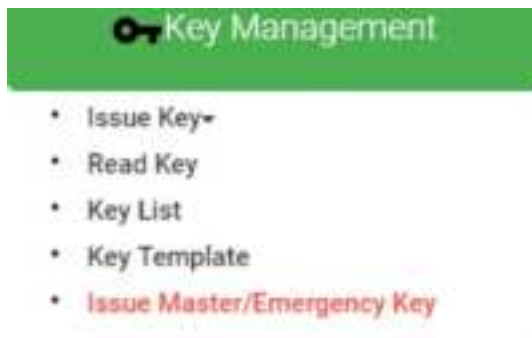 Key Management
Issue Key
Read Key
Key List
Key Template
Issue Master/Emergency Key